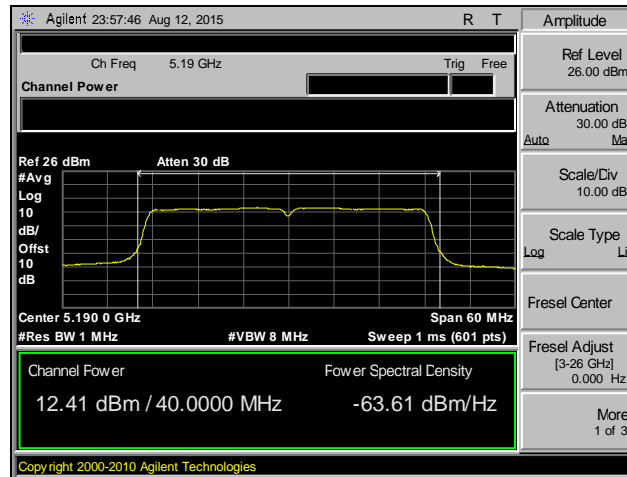 Agilent 23:57:46 Aug 12, 2015 R T
Ch Freq 5.19 GHz Trig Free
Channel Power
Ref 26 dBm Atten 30 dB
#Avg
Log
10
dB/
Offst
10
dB
Center 5.190 0 GHz Span 60 MHz
#Res BW 1 MHz #VBW 8 MHz Sweep 1 ms (601 pts)
Channel Fower Fower Spectral Density
12.41 dBm / 40.0000 MHz -63.61 dBm/Hz
Copyright 2000-2010 Agilent Technologies
Amplitude
Ref Level
26.00 dBm
Attenuation
30.00 dB
Auto Ma
Scale/Div
10.00 dB
Scale Type
Log Li
Fresel Center
Fresel Adjust
[3-26 GHz]
0.000 Hz
More
1 of 3